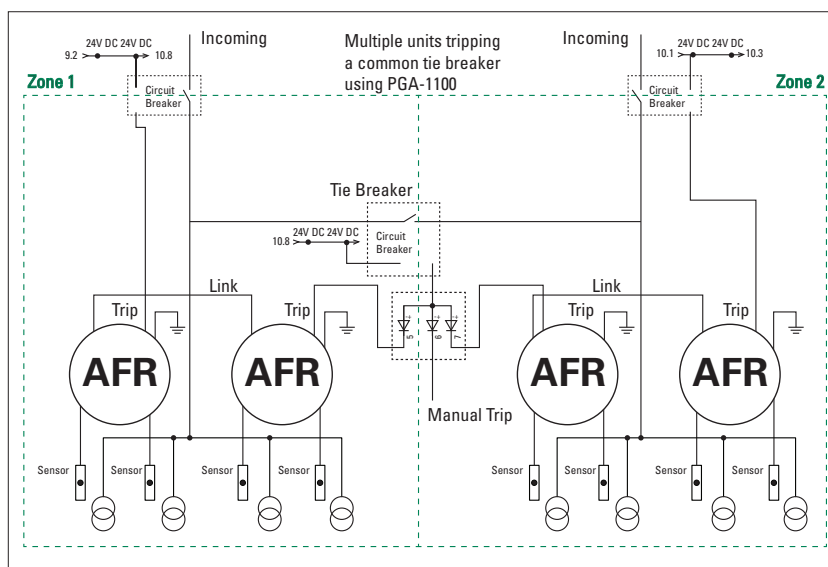 Incoming
Multiple units tripping
a common tie breaker
using PGA-1100
Incoming
24V DC 24V DC
9.2
10.8
24V DC 24V DC
10.1
10.3
Zone 1
Circuit
Breaker
Circuit
Breaker
Zone 2
Tie Breaker
24V DC 24V DC
10.8
Circuit
Breaker
Link
Trip
Trip
Link
Trip
Trip
5
6
7
AFR
AFR
AFR
AFR
Manual Trip
Sensor
Sensor
Sensor
Sensor
Sensor
Sensor
Sensor
Sensor